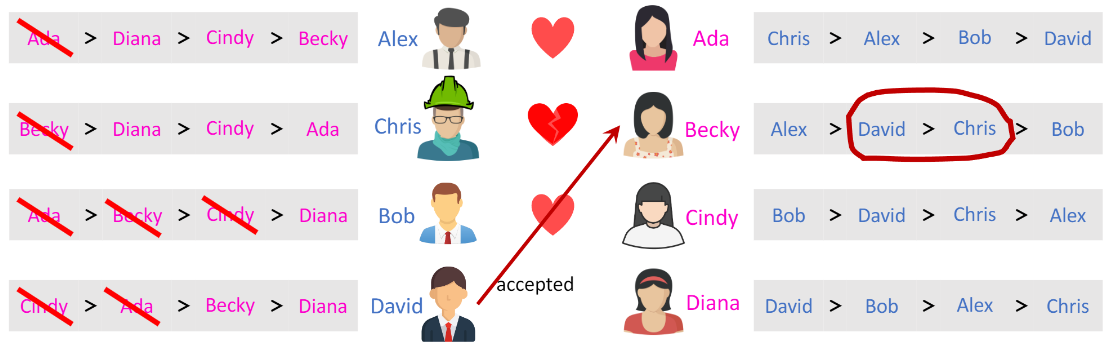 Ada > Diana > Cindy > Becky Alex Ada Chris > Alex > Bob > David
Becky > Diana > Cindy > Ada Chris Becky Alex > David > Chris > Bob
Ada > Becky > Cindy > Diana Bob Cindy Bob > David > Chris > Alex
accepted
Cindy > Ada > Becky > Diana David Diana David > Bob > Alex > Chris